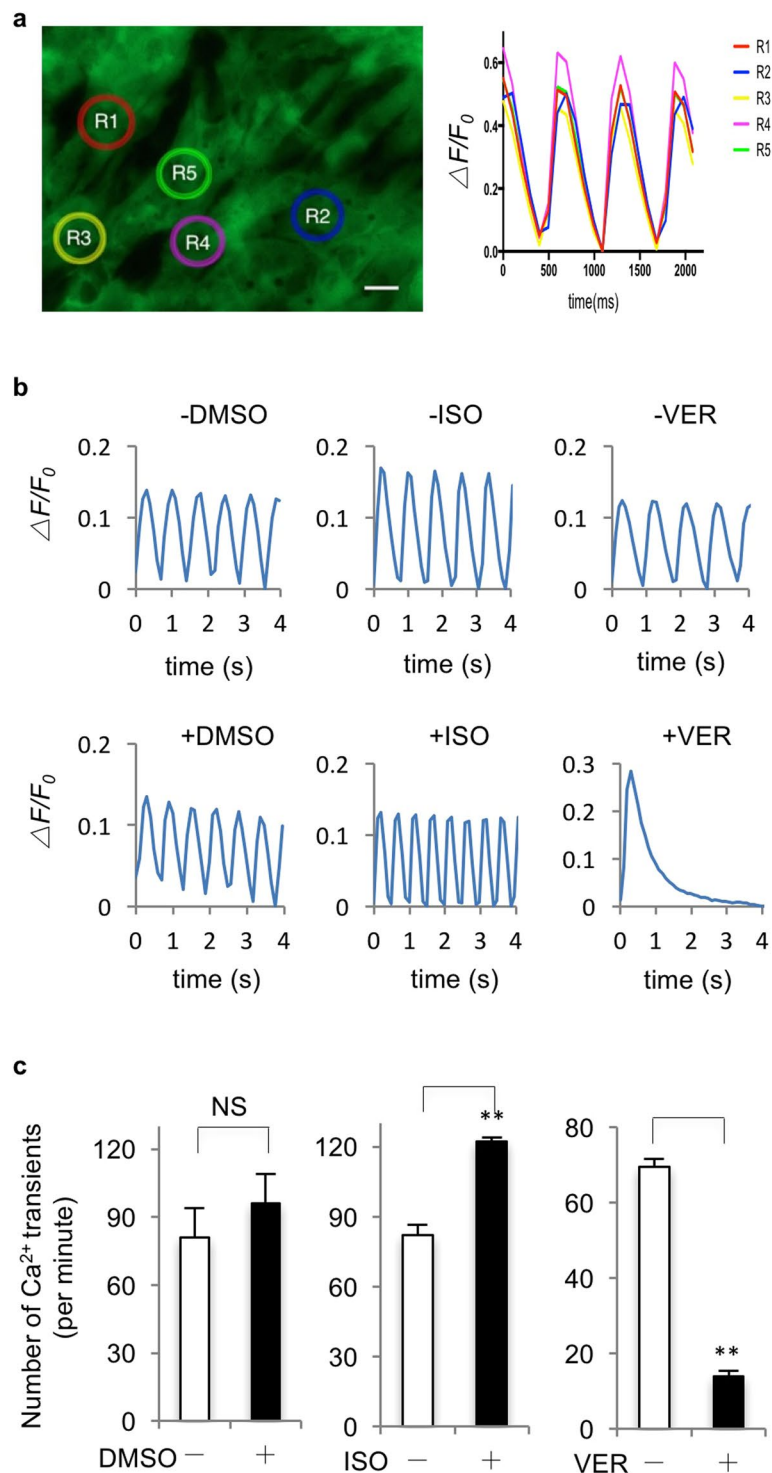 a
R1
R5
R2
R3
R4
△F/F0
0.6
0.4
0.2
0.0
0 500 1000 1500 2000
time(ms)
R1
R2
R3
R4
R5
b
-DMSO -ISO -VER
△F/F0
0.2 0.2 0.2
0.1 0.1 0.1
0 0 0
0 1 2 3 4 0 1 2 3 4 0 1 2 3 4
time (s) time (s) time (s)
+DMSO +ISO +VER
△F/F0
0.2 0.2 0.3
0.2
0.1 0.1 0.1
0 0 0
0 1 2 3 4 0 1 2 3 4 0 1 2 3 4
time (s) time (s) time (s)
c
Number of Ca2+ transients
(per minute)
NS
120
90
60
30
0
DMSO − +
**
120
90
60
30
0
ISO − +
80
60
40
20
0
**
VER − +